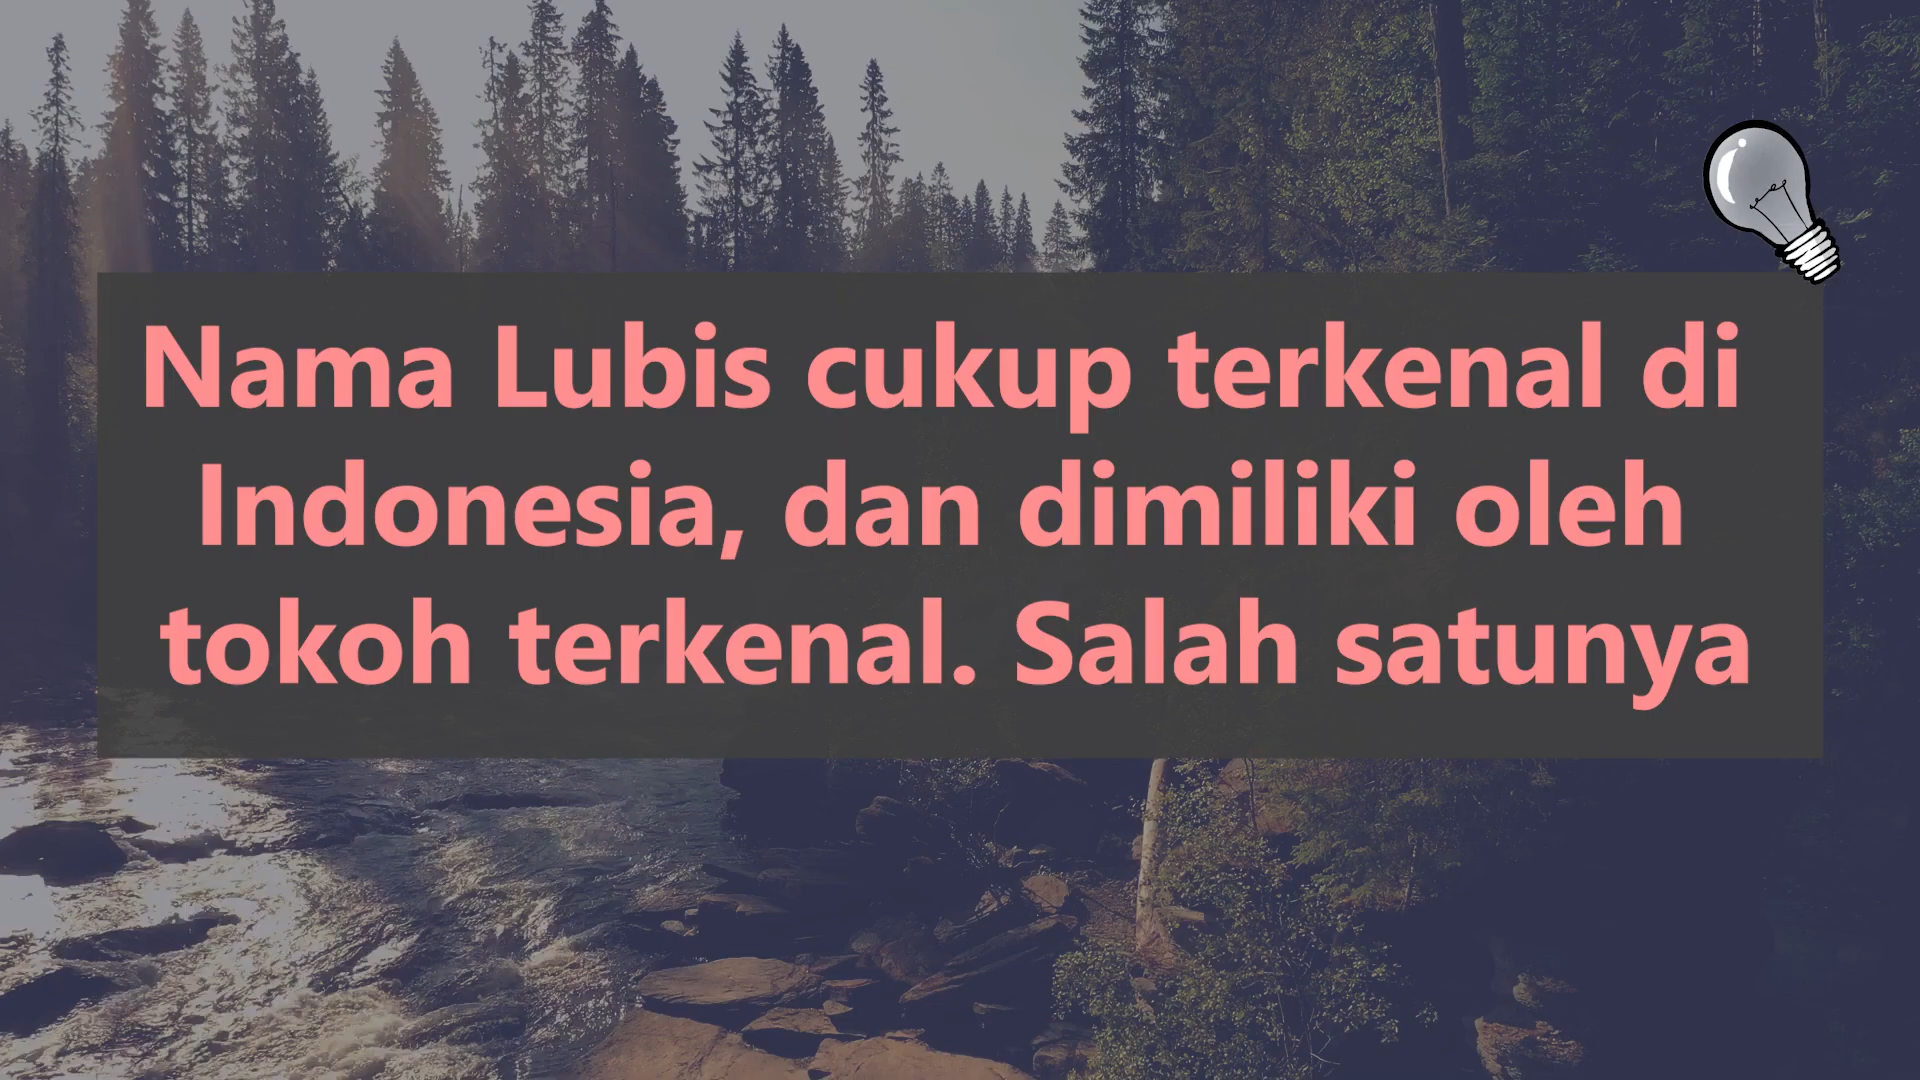 Nama Lubis cukup terkenal di
Indonesia, dan dimiliki oleh
tokoh terkenal. Salah satunya